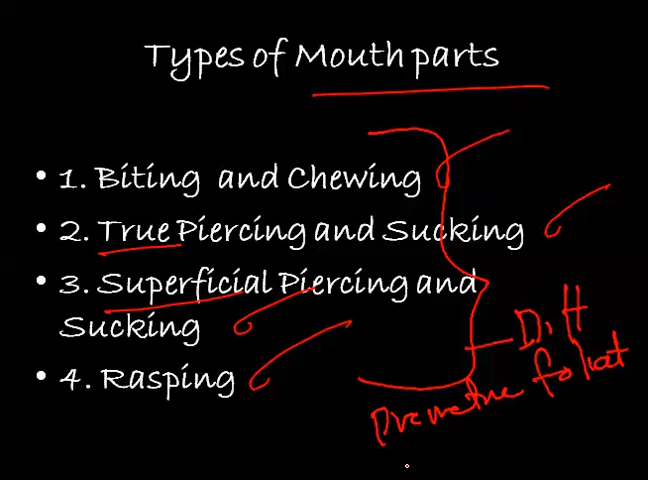 Types of Mouth parts
• 1. Biting and Chewing
• 2. True Piercing and Sucking
• 3. Superficial Piercing and
Sucking
• 4. Rasping
Diff